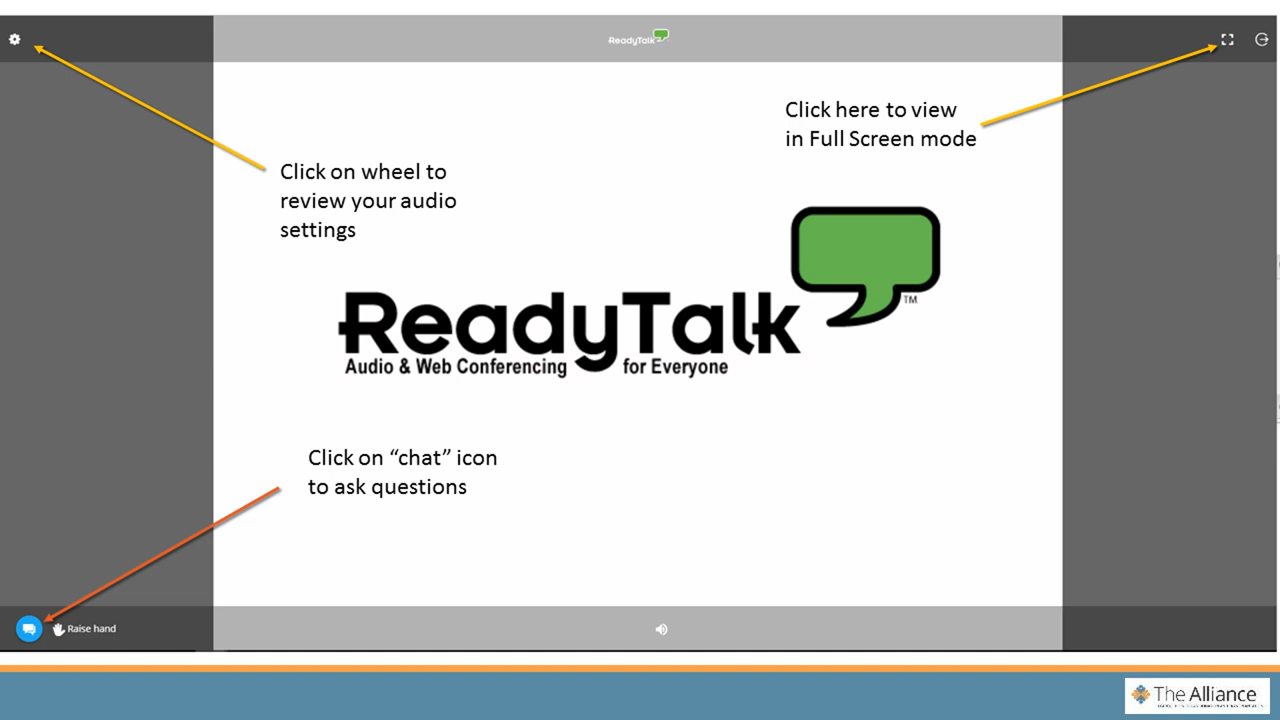 ReadyTalk
Click here to view
in Full Screen mode
Click on wheel to
review your audio
settings
ReadyTalk
TM
Audio & Web Conferencing for Everyone
Click on “chat” icon
to ask questions
Raise hand
The Alliance